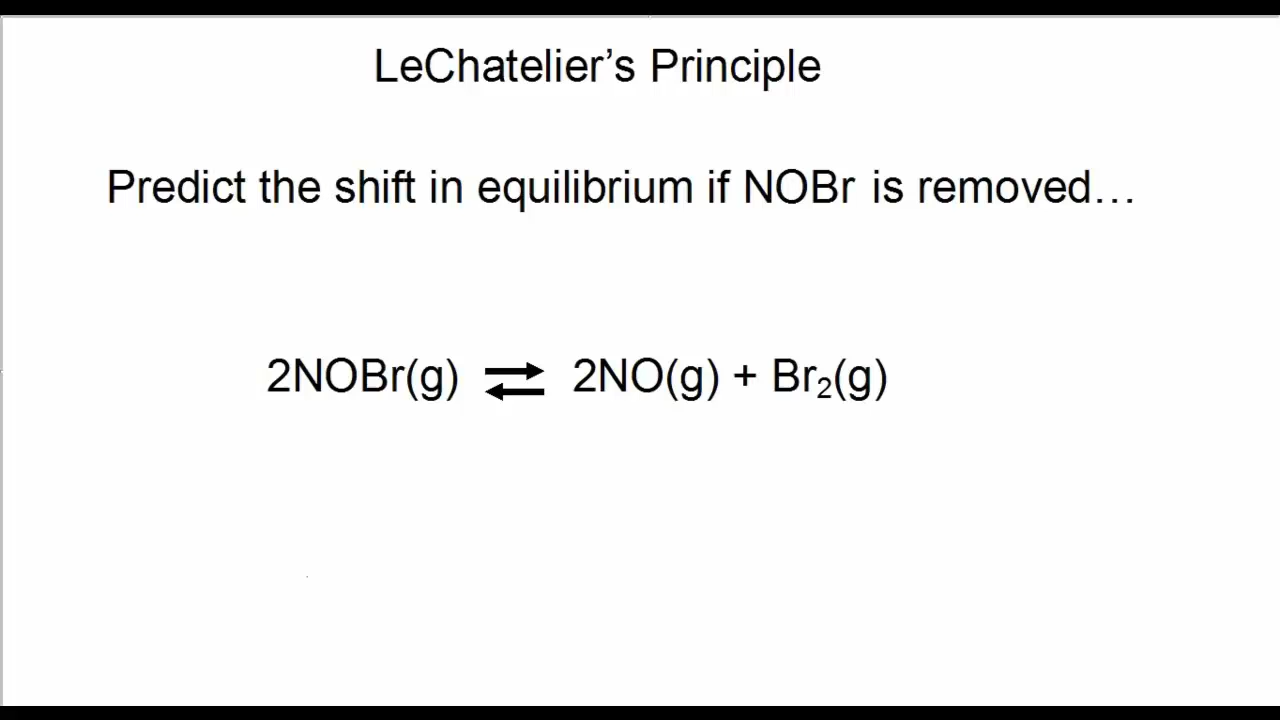 LeChatelier’s Principle
Predict the shift in equilibrium if NOBr is removed…
2NOBr(g) ⇄ 2NO(g) + Br₂(g)